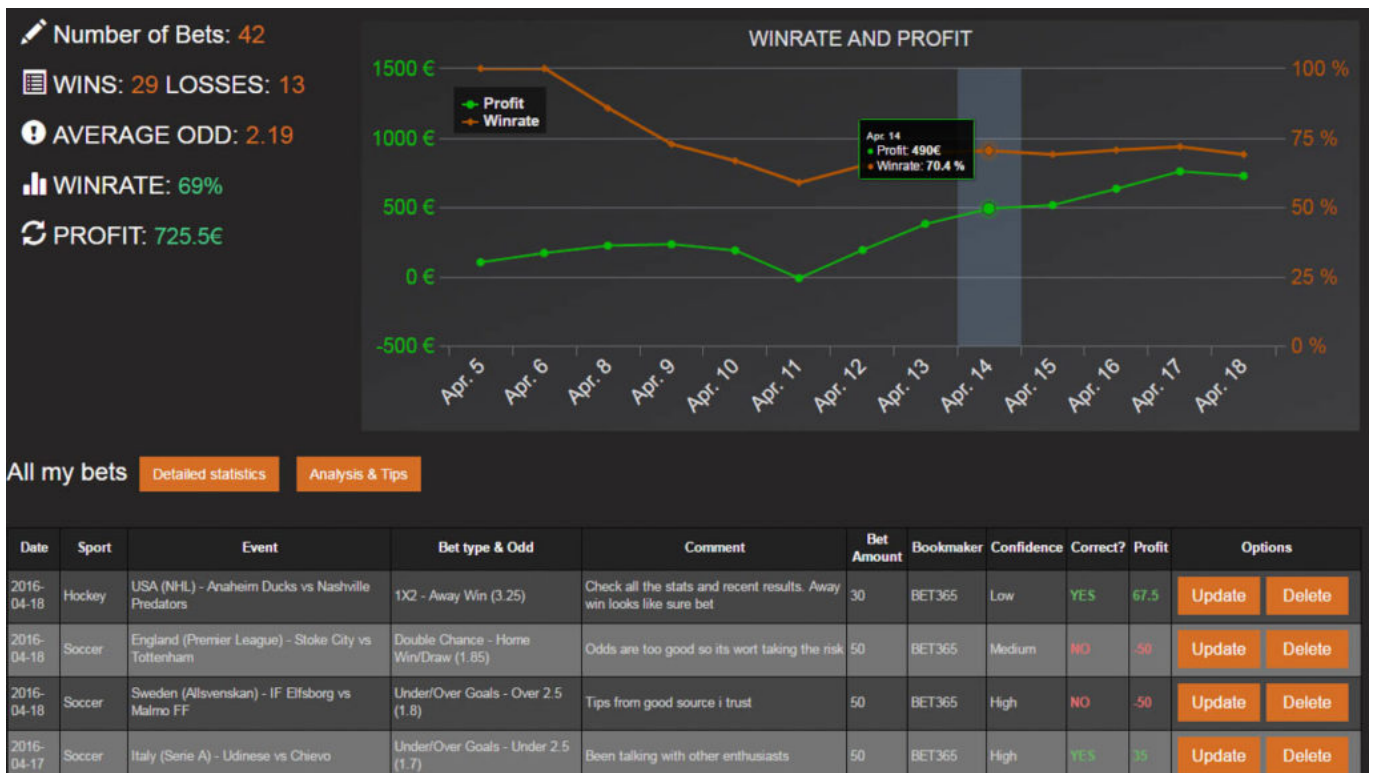 Number of Bets: 42
WINS: 29 LOSSES: 13
AVERAGE ODD: 2.19
WINRATE: 69%
PROFIT: 725.5€
WINRATE AND PROFIT
1500 €
1000 €
500 €
0 €
-500 €
Profit
Winrate
Apr. 14
Profit: 490€
Winrate: 70.4 %
100 %
75 %
50 %
25 %
0 %
Apr. 5 Apr. 6 Apr. 8 Apr. 9 Apr. 10 Apr. 11 Apr. 12 Apr. 13 Apr. 14 Apr. 15 Apr. 16 Apr. 17 Apr. 18
All my bets Detailed statistics Analysis & Tips
Date Sport Event Bet type & Odd Comment Bet Amount Bookmaker Confidence Correct? Profit Options
2016-04-18 Hockey USA (NHL) - Anaheim Ducks vs Nashville Predators 1X2 - Away Win (3.25) Check all the stats and recent results. Away win looks like sure bet 30 BET365 Low YES 67.5 Update Delete
2016-04-18 Soccer England (Premier League) - Stoke City vs Tottenham Double Chance - Home Win/Draw (1.85) Odds are too good so its wort taking the risk 50 BET365 Medium NO -50 Update Delete
2016-04-18 Soccer Sweden (Allsvenskan) - IF Elfsborg vs Malmo FF Under/Over Goals - Over 2.5 (1.8) Tips from good source i trust 50 BET365 High NO -50 Update Delete
2016-04-17 Soccer Italy (Serie A) - Udinese vs Chievo Under/Over Goals - Under 2.5 (1.7) Been talking with other enthusiasts 50 BET365 High YES 35 Update Delete